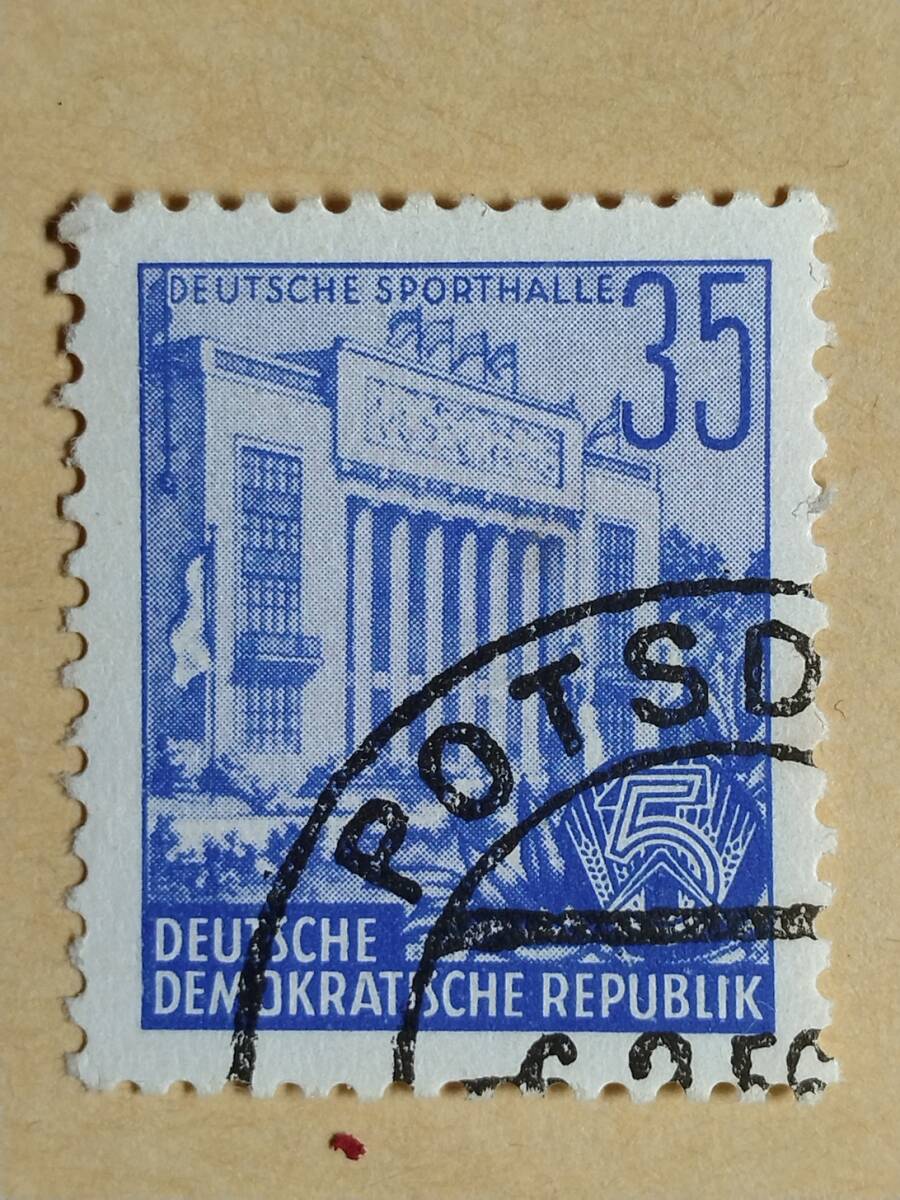 DEUTSCHE SPORTHALLE
35
POTSD
5
DEUTSCHE
DEMOKRATISCHE REPUBLIK